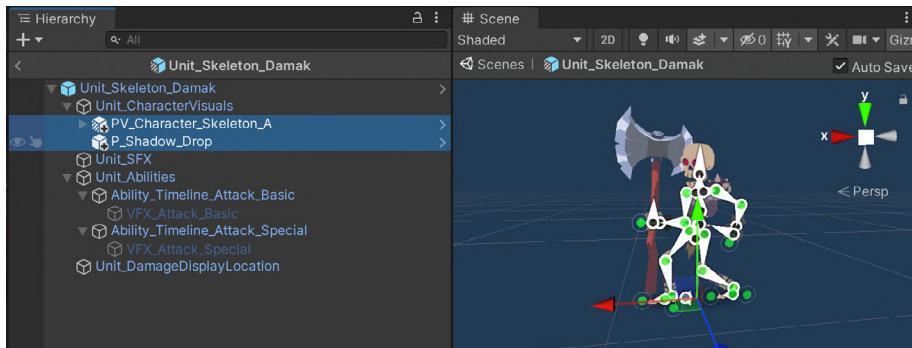 Hierarchy
All
Unit_Skeleton_Damak
Unit_Skeleton_Damak
Unit_CharacterVisuals
PV_Character_Skeleton_A
P_Shadow_Drop
Unit_SFX
Unit_Abilities
Ability_Timeline_Attack_Basic
VFX_Attack_Basic
Ability_Timeline_Attack_Special
VFX_Attack_Special
Unit_DamageDisplayLocation
# Scene
Shaded 2D 0 Gizm
Scenes | Unit_Skeleton_Damak Auto Save
y
x
< Persp